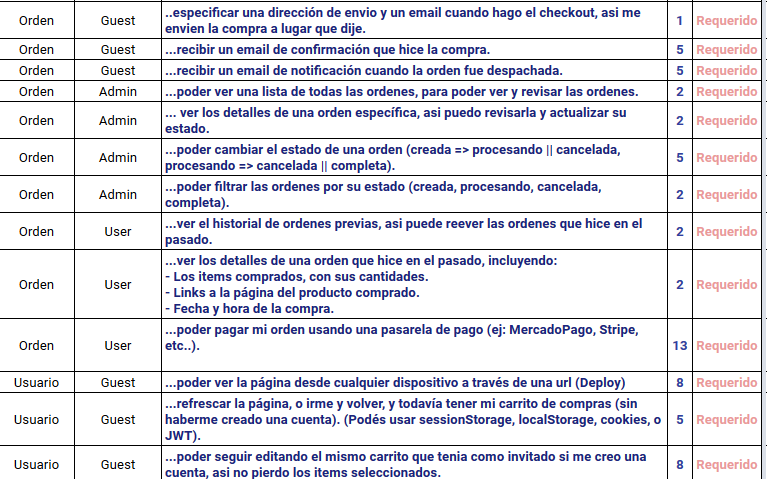 Orden Guest ..especificar una dirección de envio y un email cuando hago el checkout, asi me envien la compra a lugar que dije. 1 Requerido
Orden Guest ...recibir un email de confirmación que hice la compra. 5 Requerido
Orden Guest ...recibir un email de notificación cuando la orden fue despachada. 5 Requerido
Orden Admin ...poder ver una lista de todas las ordenes, para poder ver y revisar las ordenes. 2 Requerido
Orden Admin ... ver los detalles de una orden específica, asi puedo revisarla y actualizar su estado. 2 Requerido
Orden Admin ...poder cambiar el estado de una orden (creada => procesando || cancelada, procesando => cancelada || completa). 5 Requerido
Orden Admin ...poder filtrar las ordenes por su estado (creada, procesando, cancelada, completa). 2 Requerido
Orden User ...ver el historial de ordenes previas, asi puede reever las ordenes que hice en el pasado. 2 Requerido
Orden User ...ver los detalles de una orden que hice en el pasado, incluyendo:
- Los items comprados, con sus cantidades.
- Links a la página del producto comprado.
- Fecha y hora de la compra. 2 Requerido
Orden User ...poder pagar mi orden usando una pasarela de pago (ej: MercadoPago, Stripe, etc..). 13 Requerido
Usuario Guest ...poder ver la página desde cualquier dispositivo a través de una url (Deploy) 8 Requerido
Usuario Guest ...refrescar la página, o irme y volver, y todavía tener mi carrito de compras (sin haberme creado una cuenta). (Podés usar sessionStorage, localStorage, cookies, o JWT). 5 Requerido
Usuario Guest ...poder seguir editando el mismo carrito que tenia como invitado si me creo una cuenta, asi no pierdo los items seleccionados. 8 Requerido